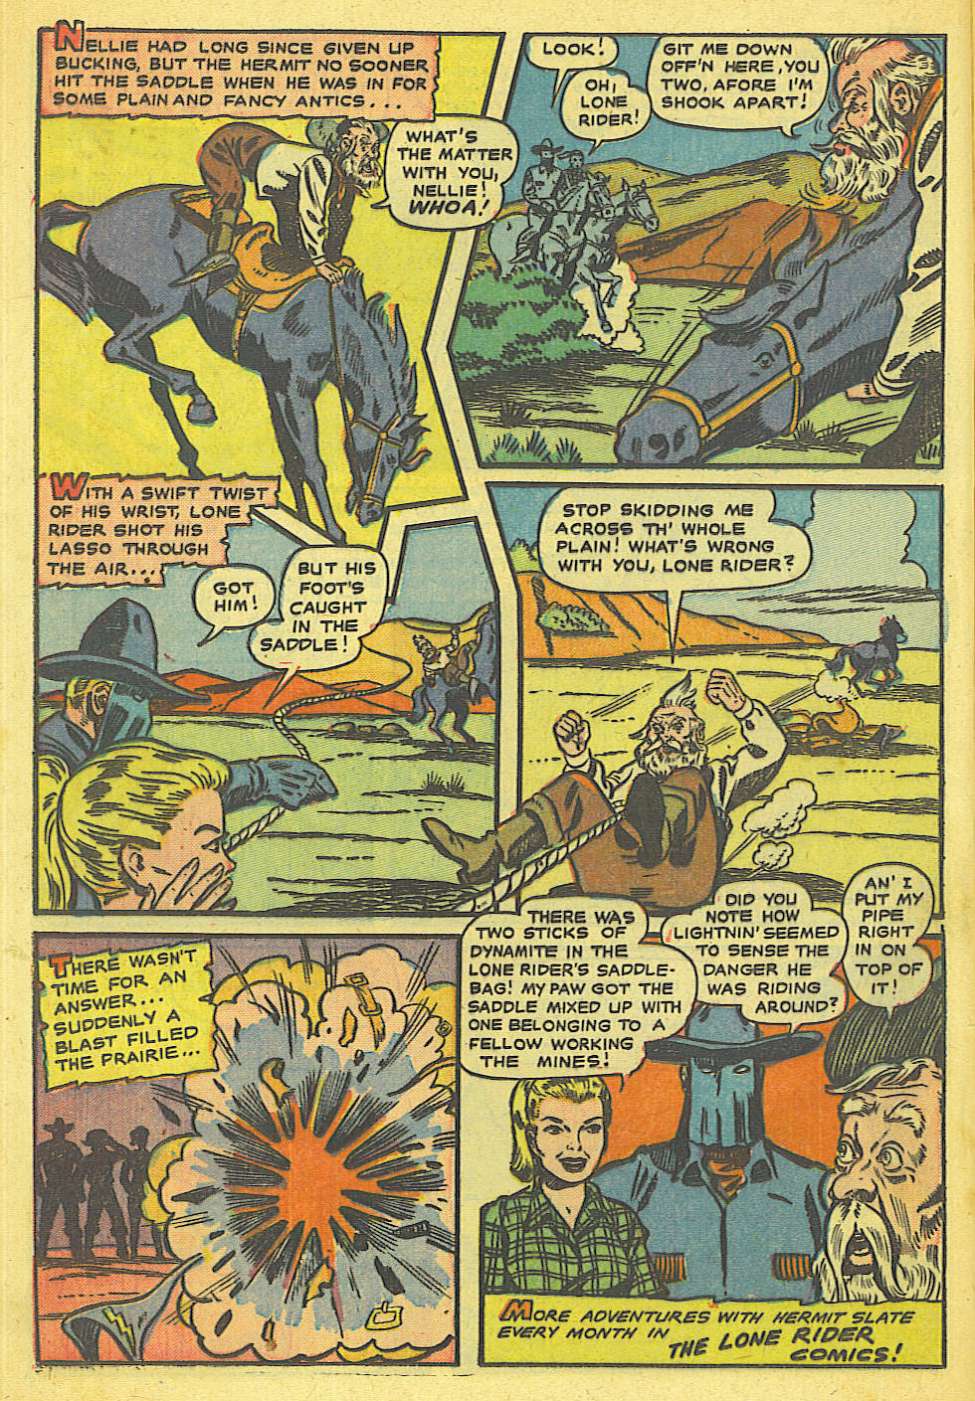 NELLIE HAD LONG SINCE GIVEN UP
BUCKING, BUT THE HERMIT NO SOONER
HIT THE SADDLE WHEN HE WAS IN FOR
SOME PLAIN AND FANCY ANTICS...
WHAT'S
THE MATTER
WITH YOU,
NELLIE!
WHOA!
LOOK!
OH,
LONE
RIDER!
GIT ME DOWN
OFF'N HERE, YOU
TWO, AFORE I'M
SHOOK APART!
WITH A SWIFT TWIST
OF HIS WRIST, LONE
RIDER SHOT HIS
LASSO THROUGH
THE AIR...
GOT
HIM!
BUT HIS
FOOT'S
CAUGHT
IN THE
SADDLE!
STOP SKIDDING ME
ACROSS TH' WHOLE
PLAIN! WHAT'S WRONG
WITH YOU, LONE RIDER?
THERE WASN'T
TIME FOR AN
ANSWER...
SUDDENLY A
BLAST FILLED
THE PRAIRIE...
THERE WAS
TWO STICKS OF
DYNAMITE IN THE
LONE RIDER'S SADDLE-
BAG! MY PAW GOT THE
SADDLE MIXED UP WITH
ONE BELONGING TO A
FELLOW WORKING
THE MINES!
DID YOU
NOTE HOW
LIGHTNIN' SEEMED
TO SENSE THE
DANGER HE
WAS RIDING
AROUND?
AN' I
PUT MY
PIPE
RIGHT
IN ON
TOP OF
IT!
MORE ADVENTURES WITH HERMIT SLATE
EVERY MONTH IN
THE LONE RIDER
COMICS!